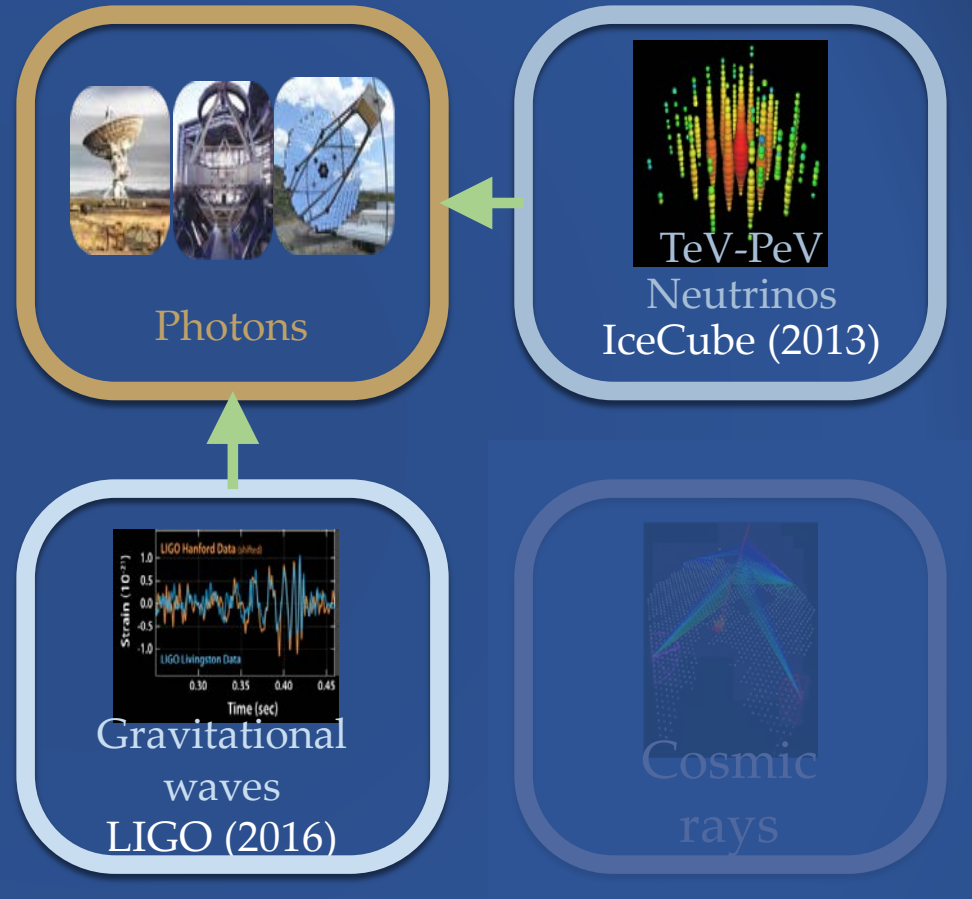 TeV-PeV
Neutrinos
IceCube (2013)
Photons
LIGO Hanford Data (shifted)
Strain (10⁻²¹)
1.0
0.5
0.0
-0.5
-1.0
LIGO Livingston Data
0.30 0.35 0.40 0.45
Time (sec)
Gravitational
waves
LIGO (2016)
Cosmic
rays